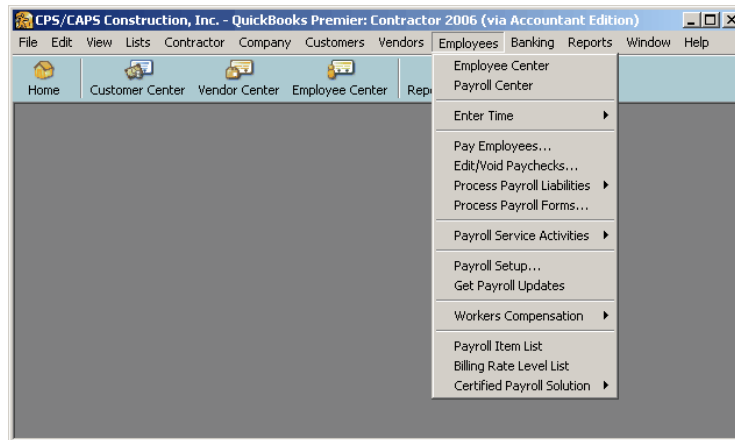 CPS/CAPS Construction, Inc. - QuickBooks Premier: Contractor 2006 (via Accountant Edition)
File Edit View Lists Contractor Company Customers Vendors Employees Banking Reports Window Help
Home Customer Center Vendor Center Employee Center Rep
Employee Center
Payroll Center
Enter Time
Pay Employees...
Edit/Void Paychecks...
Process Payroll Liabilities
Process Payroll Forms...
Payroll Service Activities
Payroll Setup...
Get Payroll Updates
Workers Compensation
Payroll Item List
Billing Rate Level List
Certified Payroll Solution